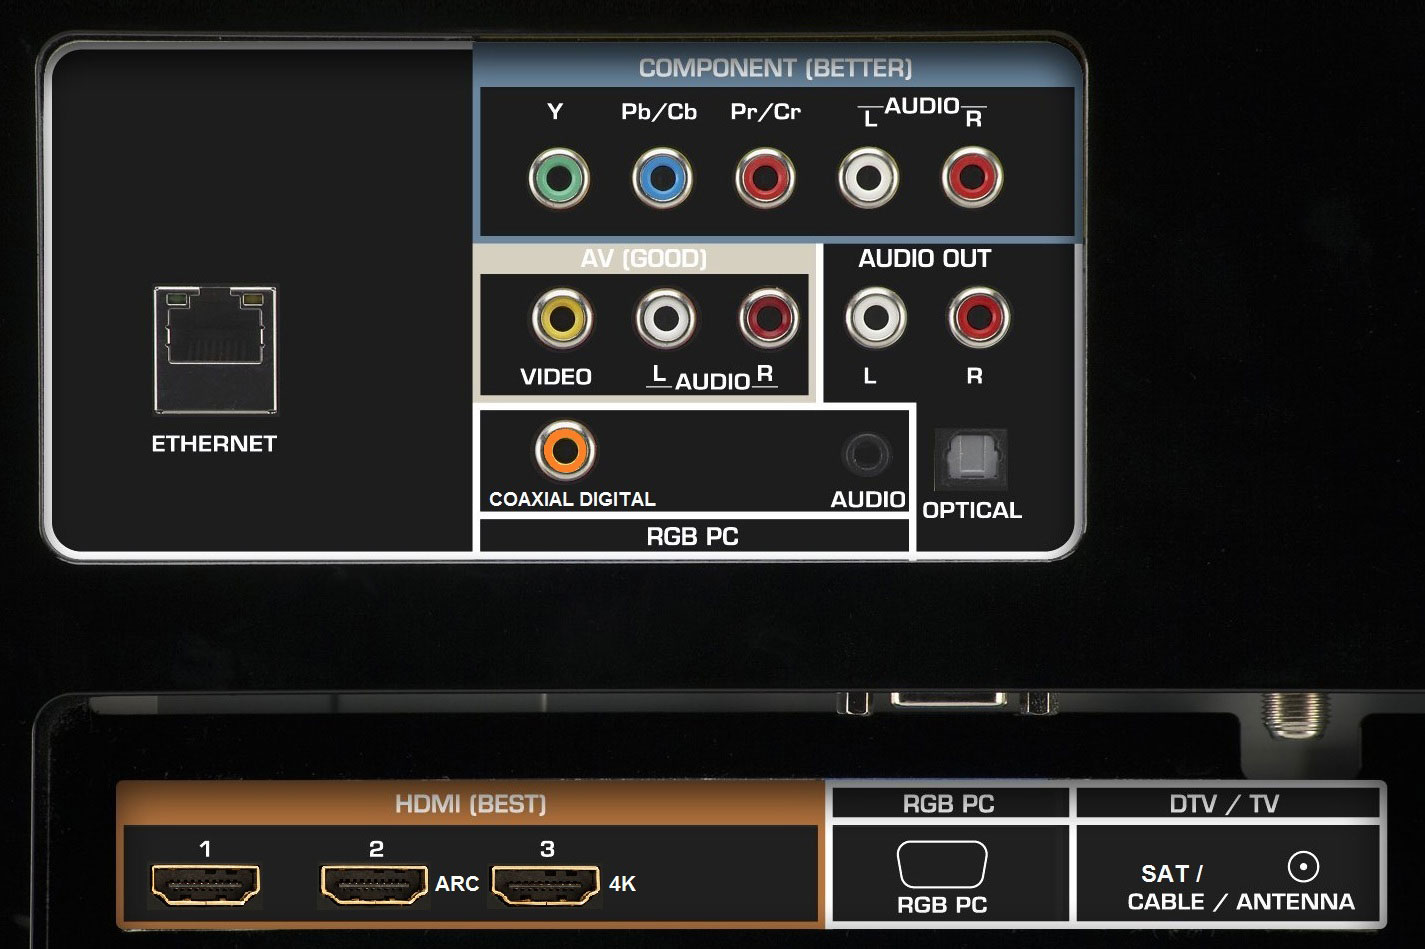 COMPONENT (BETTER)
Y Pb/Cb Pr/Cr L AUDIO R
AV (GOOD)
VIDEO L AUDIO R
AUDIO OUT
L R
ETHERNET
COAXIAL DIGITAL AUDIO
OPTICAL
RGB PC
HDMI (BEST)
1 2 3
ARC 4K
RGB PC
RGB PC
DTV / TV
SAT /
CABLE / ANTENNA